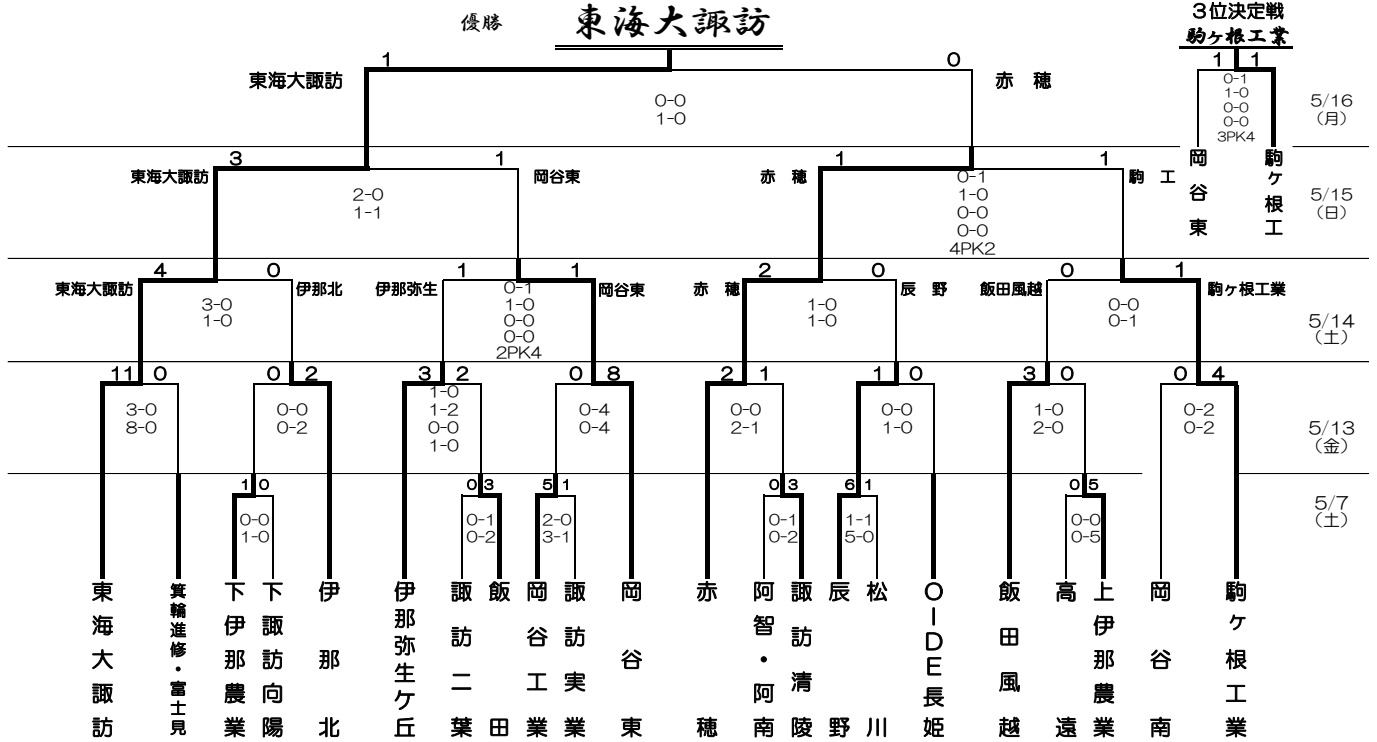 優勝 東海大諏訪
3位決定戦
駒ヶ根工業
1 0
東海大諏訪 赤 穂
0-0
1-0
1 1
0-1
1-0
0-0
0-0
3PK4
岡谷東
駒ヶ根工
5/16
(月)
3 1 1 1
東海大諏訪 岡谷東 赤 穂 駒 工
2-0
1-1
0-1
1-0
0-0
0-0
4PK2
5/15
(日)
4 0 1 1 2 0 0 1
東海大諏訪 伊那北 伊那弥生 岡谷東 赤 穂 辰 野 飯田風越 駒ヶ根工業
3-0
1-0
0-1
1-0
0-0
0-0
2PK4
1-0
1-0
0-0
0-1
5/14
(土)
11 0 0 2 3 2 0 8 2 1 1 0 3 0 0 4
3-0
8-0
0-0
0-2
1-0
1-2
0-0
1-0
0-4
0-4
0-0
2-1
0-0
1-0
1-0
2-0
0-2
0-2
5/13
(金)
1 0 0 3 5 1 0 3 6 1 0 5
0-0
1-0
0-1
0-2
2-0
3-1
0-1
0-2
1-1
5-0
0-0
0-5
5/7
(土)
東海大諏訪
箕輪進修・富士見
下伊那農業
下諏訪向陽
伊那北
伊那弥生ケ丘
諏訪二葉
飯田
岡谷工業
諏訪実業
岡谷東
赤穂
阿智・阿南
諏訪清陵
辰野
松川
O-IDE長姫
飯田風越
高遠
上伊那農業
岡谷南
駒ヶ根工業